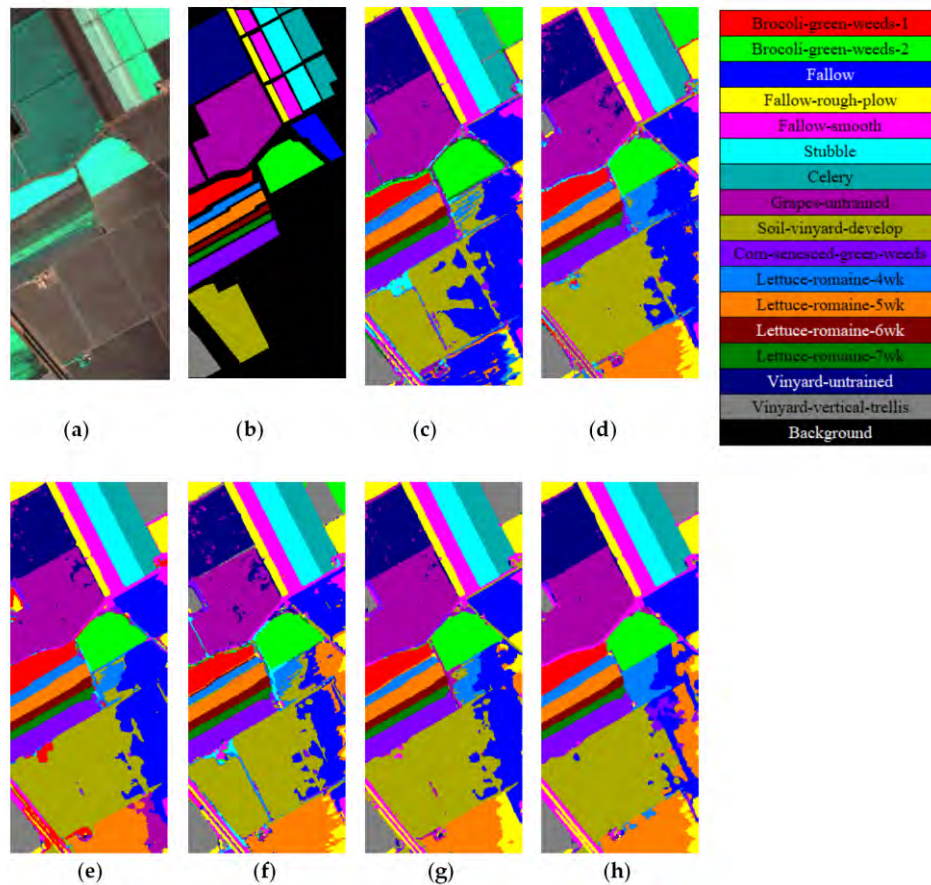 Brocoli-green-weeds-1
Brocoli-green-weeds-2
Fallow
Fallow-rough-plow
Fallow-smooth
Stubble
Celery
Grapes-untrained
Soil-vinyard-develop
Corn-senesced-green-weeds
Lettuce-romaine-4wk
Lettuce-romaine-5wk
Lettuce-romaine-6wk
Lettuce-romaine-7wk
Vinyard-untrained
Vinyard-vertical-trellis
Background
(a) (b) (c) (d)
(e) (f) (g) (h)